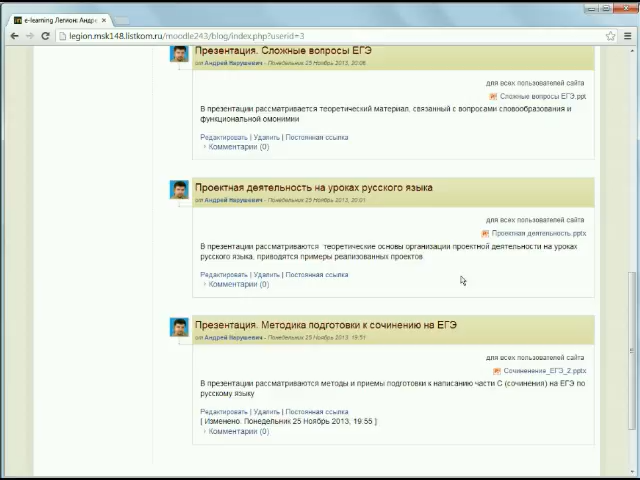 e-learning Легион: Андре
legion.msk148.listkom.ru/moodle243/blog/index.php?userid=3
Презентация. Сложные вопросы ЕГЭ
от Андрей Нарушевич - Понедельник 25 Ноябрь 2013, 20:06
для всех пользователей сайта
Сложные вопросы ЕГЭ.ppt
В презентации рассматривается теоретический материал, связанный с вопросами словообразования и
функциональной омонимии
Редактировать | Удалить | Постоянная ссылка
Комментарии (0)
Проектная деятельность на уроках русского языка
от Андрей Нарушевич - Понедельник 25 Ноябрь 2013, 20:01
для всех пользователей сайта
Проектная деятельность.pptx
В презентации рассматриваются теоретические основы организации проектной деятельности на уроках
русского языка, приводятся примеры реализованных проектов
Редактировать | Удалить | Постоянная ссылка
Комментарии (0)
Презентация. Методика подготовки к сочинению на ЕГЭ
от Андрей Нарушевич - Понедельник 25 Ноябрь 2013, 19:51
для всех пользователей сайта
Сочиненение_ЕГЭ_2.pptx
В презентации рассматриваются методы и приемы подготовки к написанию части С (сочинения) на ЕГЭ по
русскому языку
Редактировать | Удалить | Постоянная ссылка
[ Изменено: Понедельник 25 Ноябрь 2013, 19:55 ]
Комментарии (0)